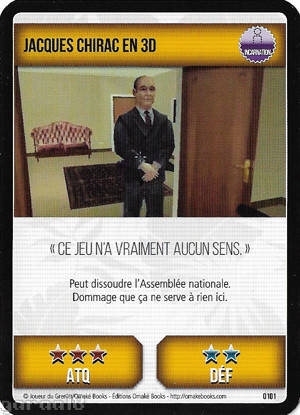 JACQUES CHIRAC EN 3D
INCARNATION
« CE JEU N'A VRAIMENT AUCUN SENS. »
Peut dissoudre l'Assemblée nationale.
Dommage que ça ne serve à rien ici.
ATQ
DÉF
© Joueur du Grenier/Omaké Books - Éditions Omaké Books - http://omakebooks.com/
0101